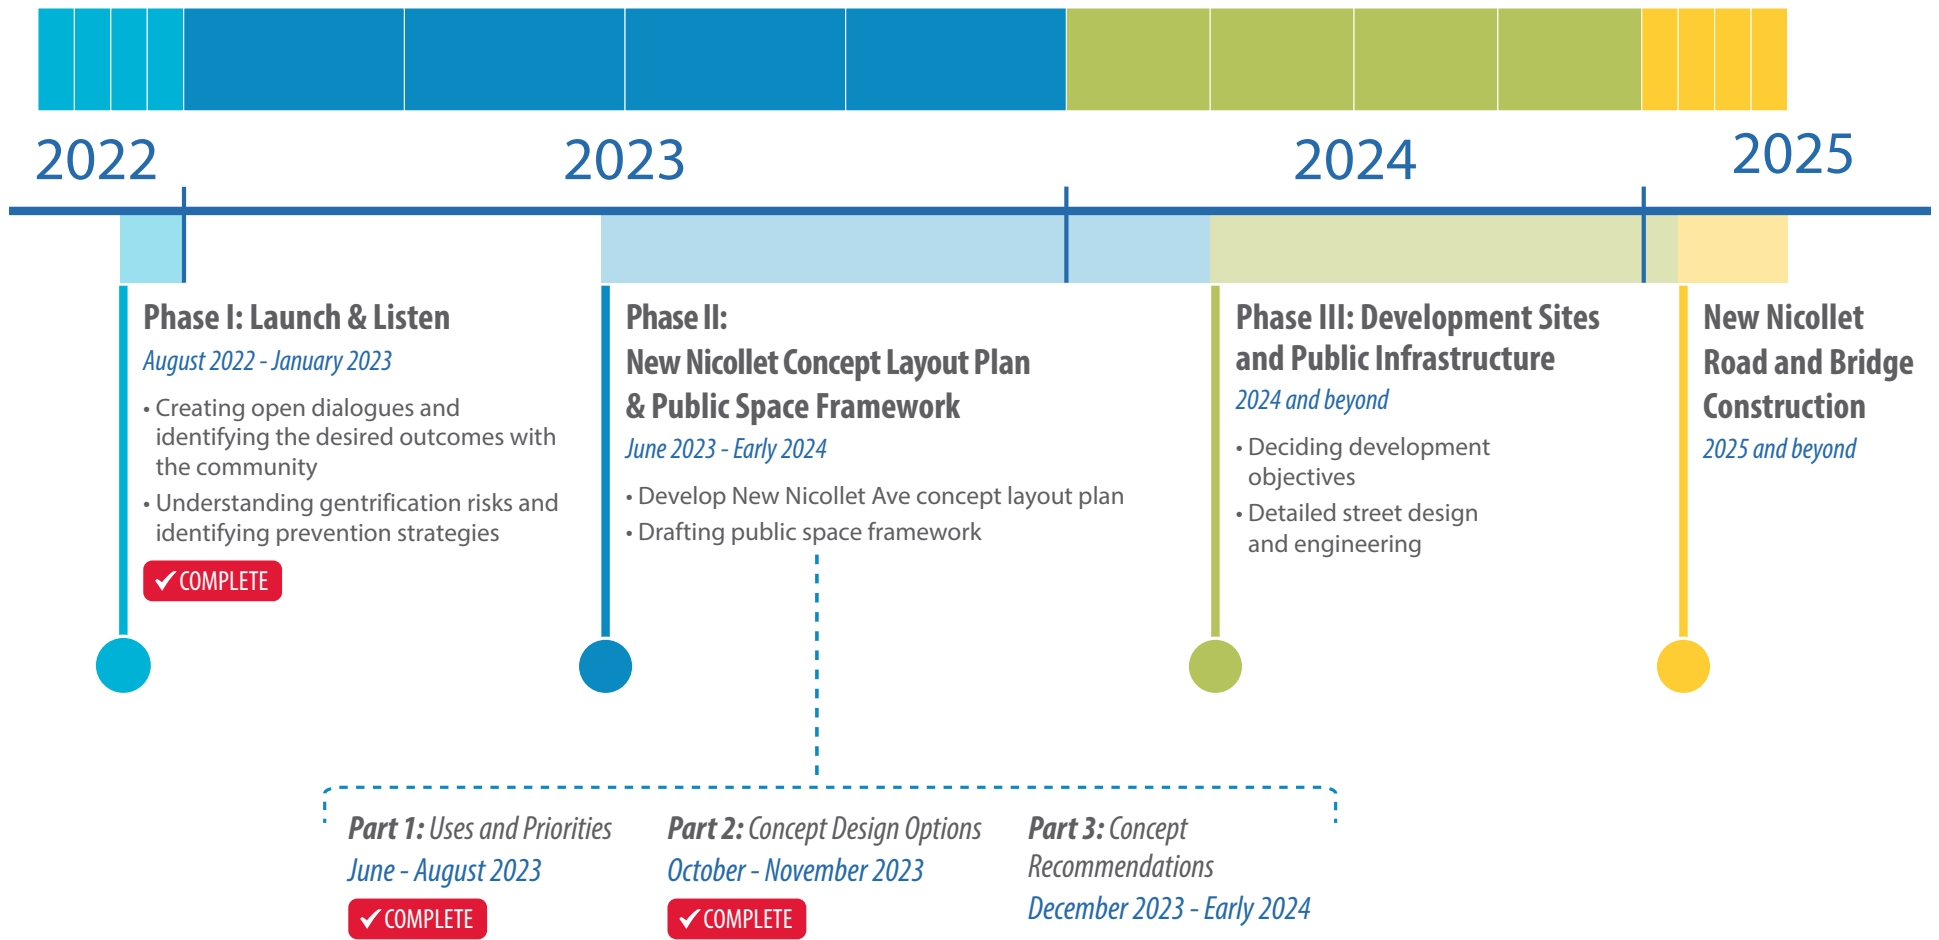 2022
2023
2024
2025
Phase I: Launch & Listen
August 2022 - January 2023
• Creating open dialogues and
identifying the desired outcomes with
the community
• Understanding gentrification risks and
identifying prevention strategies
COMPLETE
Phase II:
New Nicollet Concept Layout Plan
& Public Space Framework
June 2023 - Early 2024
• Develop New Nicollet Ave concept layout plan
• Drafting public space framework
Phase III: Development Sites
and Public Infrastructure
2024 and beyond
• Deciding development
objectives
• Detailed street design
and engineering
New Nicollet
Road and Bridge
Construction
2025 and beyond
Part 1: Uses and Priorities
June - August 2023
COMPLETE
Part 2: Concept Design Options
October - November 2023
COMPLETE
Part 3: Concept
Recommendations
December 2023 - Early 2024